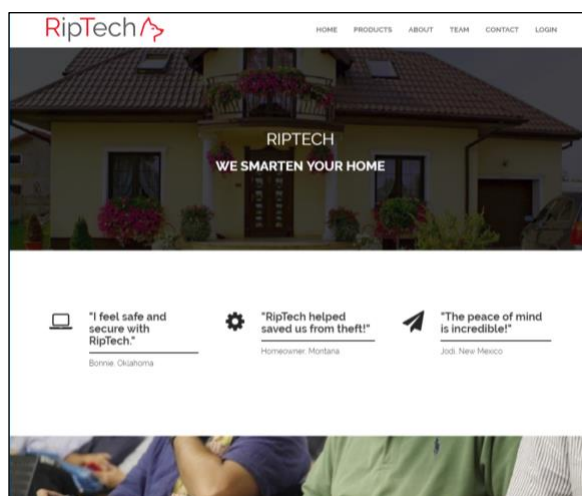 RipTech
HOME PRODUCTS ABOUT TEAM CONTACT LOGIN
RIPTECH
WE SMARTEN YOUR HOME
"I feel safe and
secure with
RipTech."
Bonnie, Oklahoma
"RipTech helped
saved us from theft!"
Homeowner, Montana
"The peace of mind
is incredible!"
Jodi, New Mexico